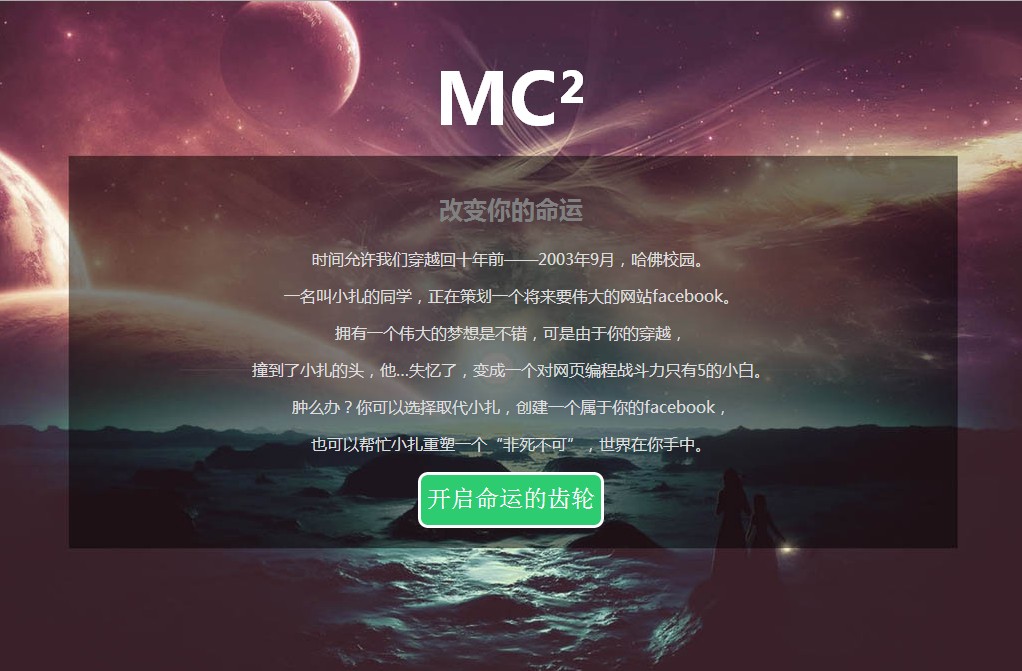 MC²
改变你的命运
时间允许我们穿越回十年前——2003年9月，哈佛校园。
一名叫小扎的同学，正在策划一个将来要伟大的网站facebook。
拥有一个伟大的梦想是不错，可是由于你的穿越，
撞到了小扎的头，他...失忆了，变成一个对网页编程战斗力只有5的小白。
肿么办？你可以选择取代小扎，创建一个属于你的facebook，
也可以帮忙小扎重塑一个“非死不可”，世界在你手中。
开启命运的齿轮